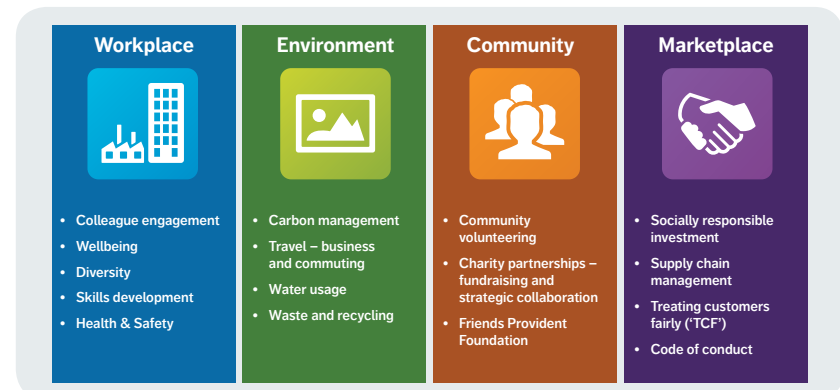 Workplace
• Colleague engagement
• Wellbeing
• Diversity
• Skills development
• Health & Safety
Environment
• Carbon management
• Travel – business
and commuting
• Water usage
• Waste and recycling
Community
• Community
volunteering
• Charity partnerships –
fundraising and
strategic collaboration
• Friends Provident
Foundation
Marketplace
• Socially responsible
investment
• Supply chain
management
• Treating customers
fairly (‘TCF’)
• Code of conduct